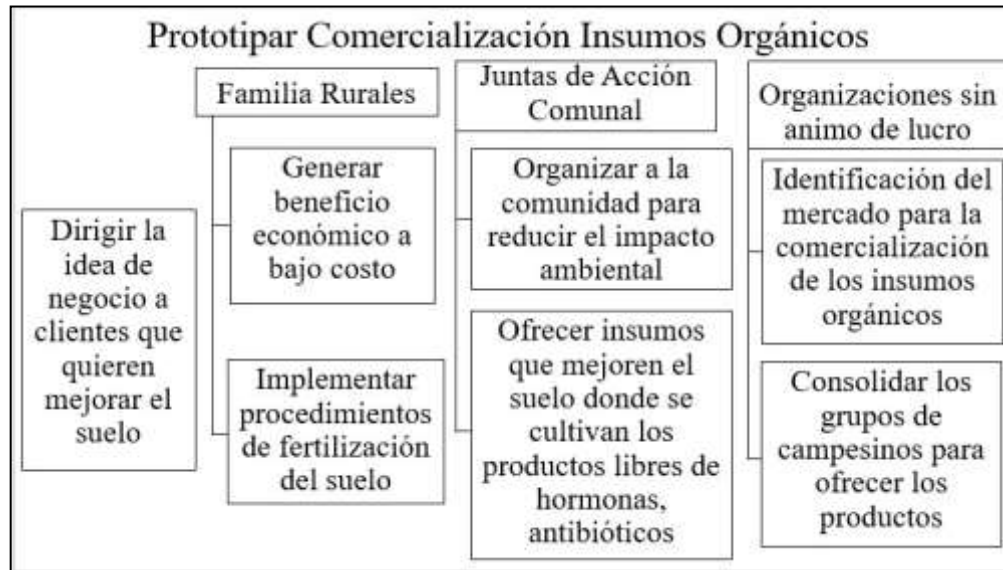 Prototipar Comercialización Insumos Orgánicos
Familia Rurales
Juntas de Acción
Comunal
Organizaciones sin
animo de lucro
Dirigir la
idea de
negocio a
clientes que
quieren
mejorar el
suelo
Generar
beneficio
económico a
bajo costo
Implementar
procedimientos
de fertilización
del suelo
Organizar a la
comunidad para
reducir el impacto
ambiental
Ofrecer insumos
que mejoren el
suelo donde se
cultivan los
productos libres de
hormonas,
antibióticos
Identificación del
mercado para la
comercialización
de los insumos
orgánicos
Consolidar los
grupos de
campesinos para
ofrecer los
productos